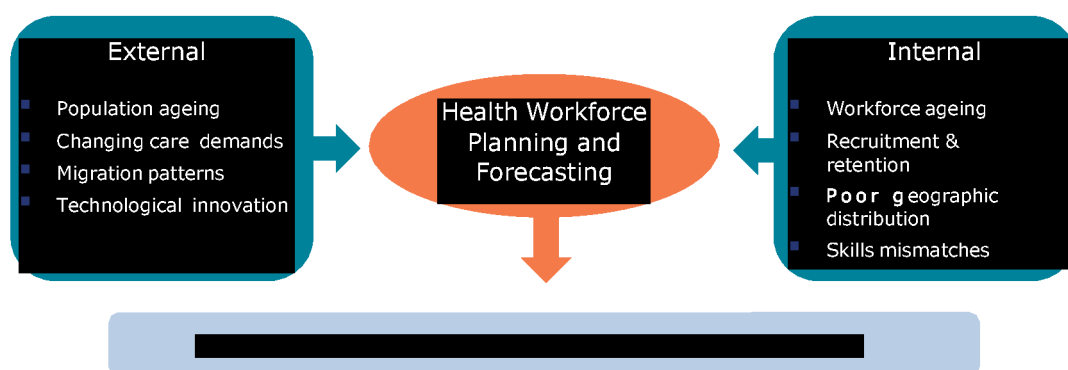 External
Population ageing
Changing care demands
Migration patterns
Technological innovation
Health Workforce
Planning and
Forecasting
Internal
Workforce ageing
Recruitment &
retention
Poor geographic
distribution
Skills mismatches